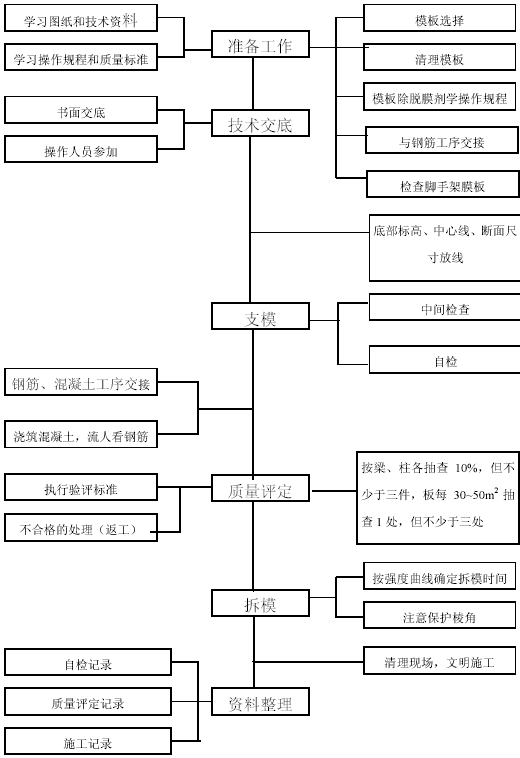 学习图纸和技术资料
准备工作
模板选择
学习操作规程和质量标准
清理模板
模板除脱膜剂学操作规程
书面交底
技术交底
与钢筋工序交接
操作人员参加
检查脚手架膜板
底部标高、中心线、断面尺
寸放线
支模
中间检查
自检
钢筋、混凝土工序交接
浇筑混凝土，流人看钢筋
执行验评标准
质量评定
按梁、柱各抽查 10%，但不
少于三件，板每 30~50m² 抽
查 1 处，但不少于三处
不合格的处理（返工）
拆模
按强度曲线确定拆模时间
注意保护棱角
自检记录
清理现场，文明施工
质量评定记录
资料整理
施工记录